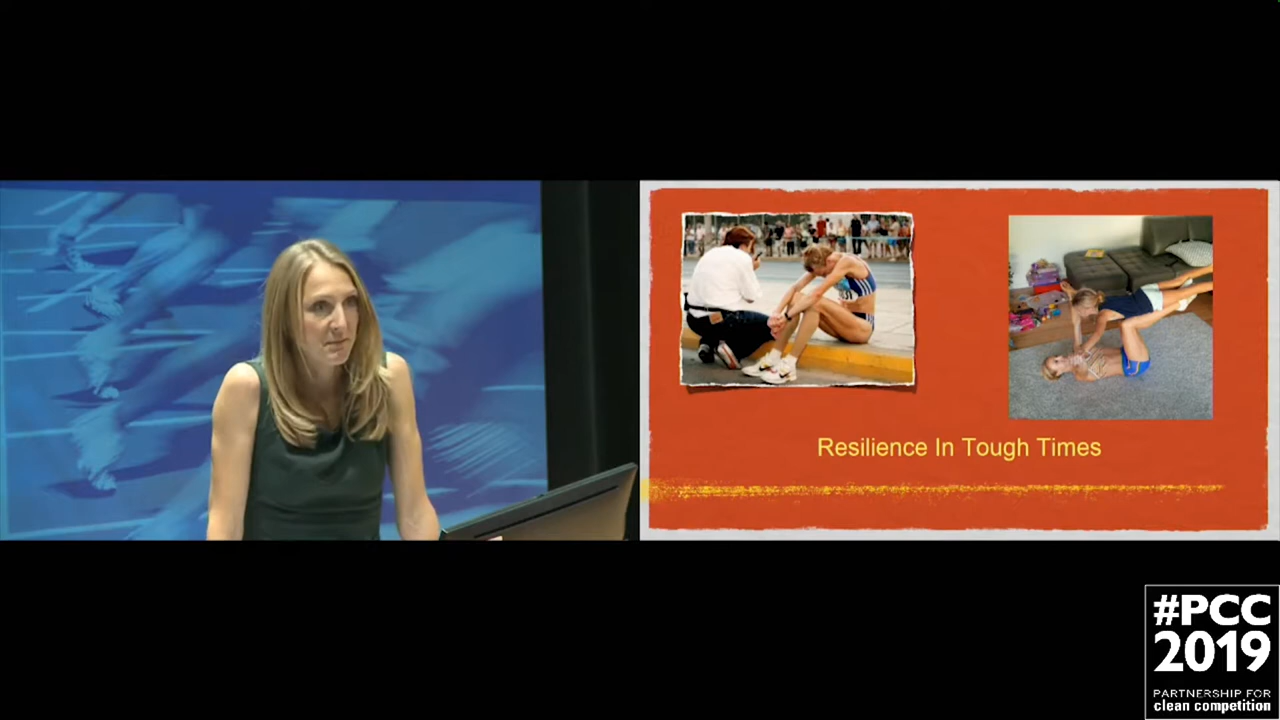 Resilience In Tough Times
#PCC
2019
PARTNERSHIP FOR
clean competition